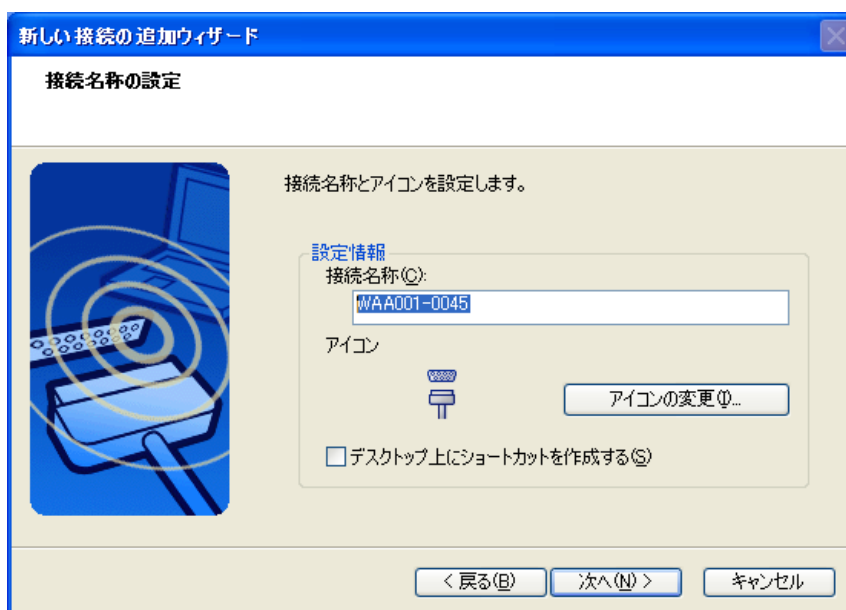 新しい接続の追加ウィザード
接続名称の設定
接続名称とアイコンを設定します。
設定情報
接続名称(C):
WAA001-0045
アイコン
アイコンの変更(I)...
デスクトップ上にショートカットを作成する(S)
< 戻る(B)
次へ(N) >
キャンセル